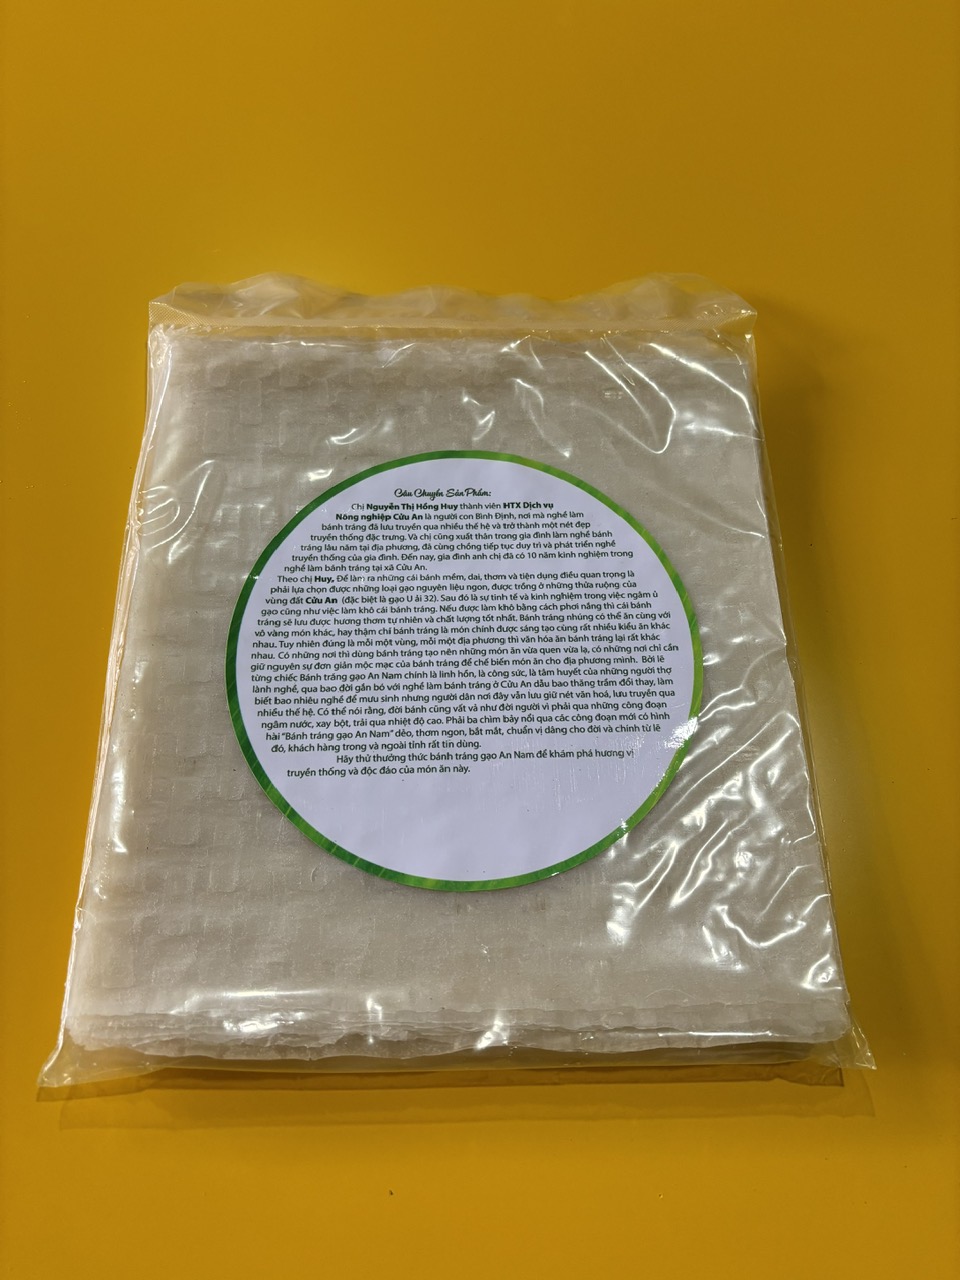 Câu Chuyện Sản Phẩm:
Chị Nguyễn Thị Hồng Huy thành viên HTX Dịch vụ
Nông nghiệp Cửu An là người con Bình Định, nơi mà nghề làm
bánh tráng đã lưu truyền qua nhiều thế hệ và trở thành một nét đẹp
truyền thống đặc trưng. Và chị cũng xuất thân trong gia đình làm nghề bánh
tráng lâu năm tại địa phương, đã cùng chồng tiếp tục duy trì và phát triển nghề
truyền thống của gia đình. Đến nay, gia đình anh chị đã có 10 năm kinh nghiệm trong
nghề làm bánh tráng tại xã Cửu An.
Theo chị Huy, Để làm ra những cái bánh mềm, dai, thơm và tiện dụng điều quan trọng là
phải lựa chọn được những loại gạo nguyên liệu ngon, được trồng ở những thửa ruộng của
vùng đất Cửu An (đặc biệt là gạo U ải 32). Sau đó là sự tinh tế và kinh nghiệm trong việc ngâm ủ
gạo cũng như việc làm khô cái bánh tráng. Nếu được làm khô bằng cách phơi nắng thì cái bánh
tráng sẽ lưu được hương thơm tự nhiên và chất lượng tốt nhất. Bánh tráng nhúng có thể ăn cùng với
vô vàng món khác, hay thậm chí bánh tráng là món chính được sáng tạo cùng rất nhiều kiểu ăn khác
nhau. Tuy nhiên đúng là mỗi một vùng, mỗi một địa phương thì văn hóa ăn bánh tráng lại rất khác
nhau. Có những nơi thì dùng bánh tráng tạo nên những món ăn vừa quen vừa lạ, có những nơi chỉ cần
giữ nguyên sự đơn giản mộc mạc của bánh tráng để chế biến món ăn cho địa phương mình. Bởi lẽ
từng chiếc Bánh tráng gạo An Nam chính là linh hồn, là công sức, là tâm huyết của những người thợ
lành nghề, qua bao đời gắn bó với nghề làm bánh tráng ở Cửu An dẫu bao thăng trầm đổi thay, làm
biết bao nhiêu nghề để mưu sinh nhưng người dân nơi đây vẫn lưu giữ nét văn hoá, lưu truyền qua
nhiều thế hệ. Có thể nói rằng, đời bánh cũng vất vả như đời người vì phải qua những công đoạn
ngâm nước, xay bột, trải qua nhiệt độ cao. Phải ba chìm bảy nổi qua các công đoạn mới có hình
hài "Bánh tráng gạo An Nam" dẻo, thơm ngon, bắt mắt, chuẩn vị dâng cho đời và chính từ lẽ
đó, khách hàng trong và ngoài tỉnh rất tin dùng.
Hãy thử thưởng thức bánh tráng gạo An Nam để khám phá hương vị
truyền thống và độc đáo của món ăn này.